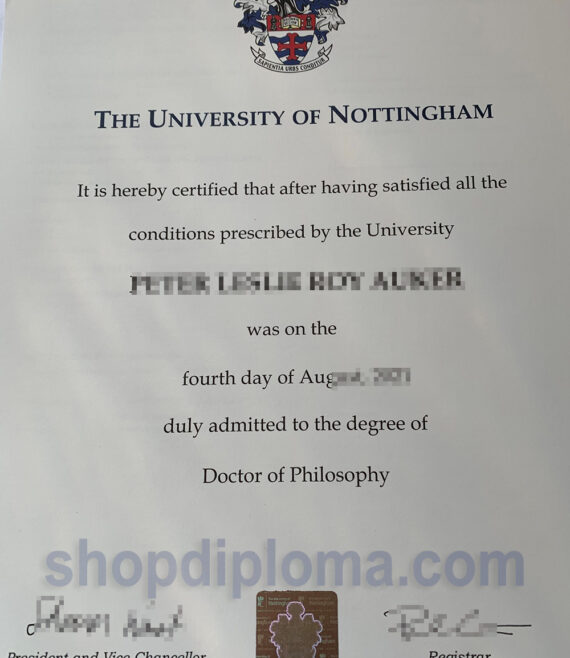 SAPIENTIA URBS CONDITUR
THE UNIVERSITY OF NOTTINGHAM
It is hereby certified that after having satisfied all the
conditions prescribed by the University
was on the
fourth day of Aug
duly admitted to the degree of
Doctor of Philosophy
shopdiploma.com
President and Vice Chancellor
Registrar